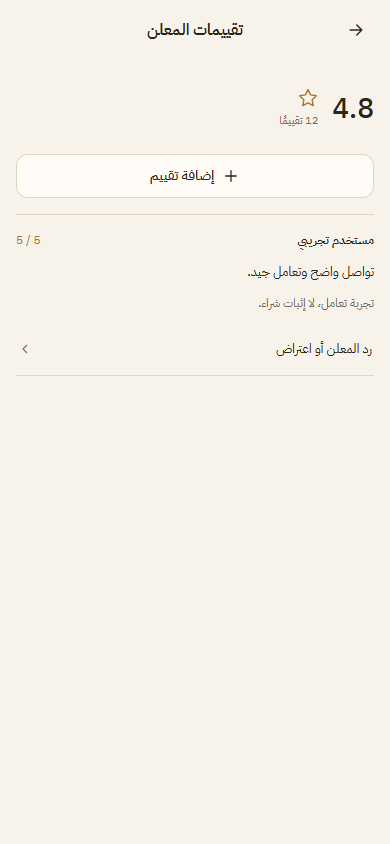 تقييمات المعلن
4.8
12 تقييمًا
إضافة تقييم
مستخدم تجريبي
5 / 5
تواصل واضح وتعامل جيد.
تجربة تعامل، لا إثبات شراء.
رد المعلن أو اعتراض